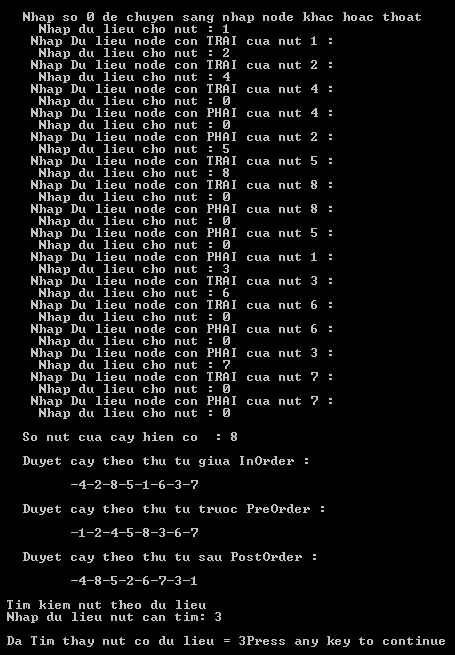 Nhap so 0 de chuyen sang nhap node khac hoac thoat
Nhap du lieu cho nut : 1
Nhap Du lieu node con TRAI cua nut 1 :
Nhap du lieu cho nut : 2
Nhap Du lieu node con TRAI cua nut 2 :
Nhap du lieu cho nut : 4
Nhap Du lieu node con TRAI cua nut 4 :
Nhap du lieu cho nut : 0
Nhap Du lieu node con PHAI cua nut 4 :
Nhap du lieu cho nut : 0
Nhap Du lieu node con PHAI cua nut 2 :
Nhap du lieu cho nut : 5
Nhap Du lieu node con TRAI cua nut 5 :
Nhap du lieu cho nut : 8
Nhap Du lieu node con TRAI cua nut 8 :
Nhap du lieu cho nut : 0
Nhap Du lieu node con PHAI cua nut 8 :
Nhap du lieu cho nut : 0
Nhap Du lieu node con PHAI cua nut 5 :
Nhap du lieu cho nut : 0
Nhap Du lieu node con PHAI cua nut 1 :
Nhap du lieu cho nut : 3
Nhap Du lieu node con TRAI cua nut 3 :
Nhap du lieu cho nut : 6
Nhap Du lieu node con TRAI cua nut 6 :
Nhap du lieu cho nut : 0
Nhap Du lieu node con PHAI cua nut 6 :
Nhap du lieu cho nut : 0
Nhap Du lieu node con PHAI cua nut 3 :
Nhap du lieu cho nut : 7
Nhap Du lieu node con TRAI cua nut 7 :
Nhap du lieu cho nut : 0
Nhap Du lieu node con PHAI cua nut 7 :
Nhap du lieu cho nut : 0
So nut cua cay hien co : 8
Duyet cay theo thu tu giua InOrder :
-4-2-8-5-1-6-3-7
Duyet cay theo thu tu truoc PreOrder :
-1-2-4-5-8-3-6-7
Duyet cay theo thu tu sau PostOrder :
-4-8-5-2-6-7-3-1
Tim kiem nut theo du lieu
Nhap du lieu nut can tim: 3
Da Tim thay nut co du lieu = 3Press any key to continue